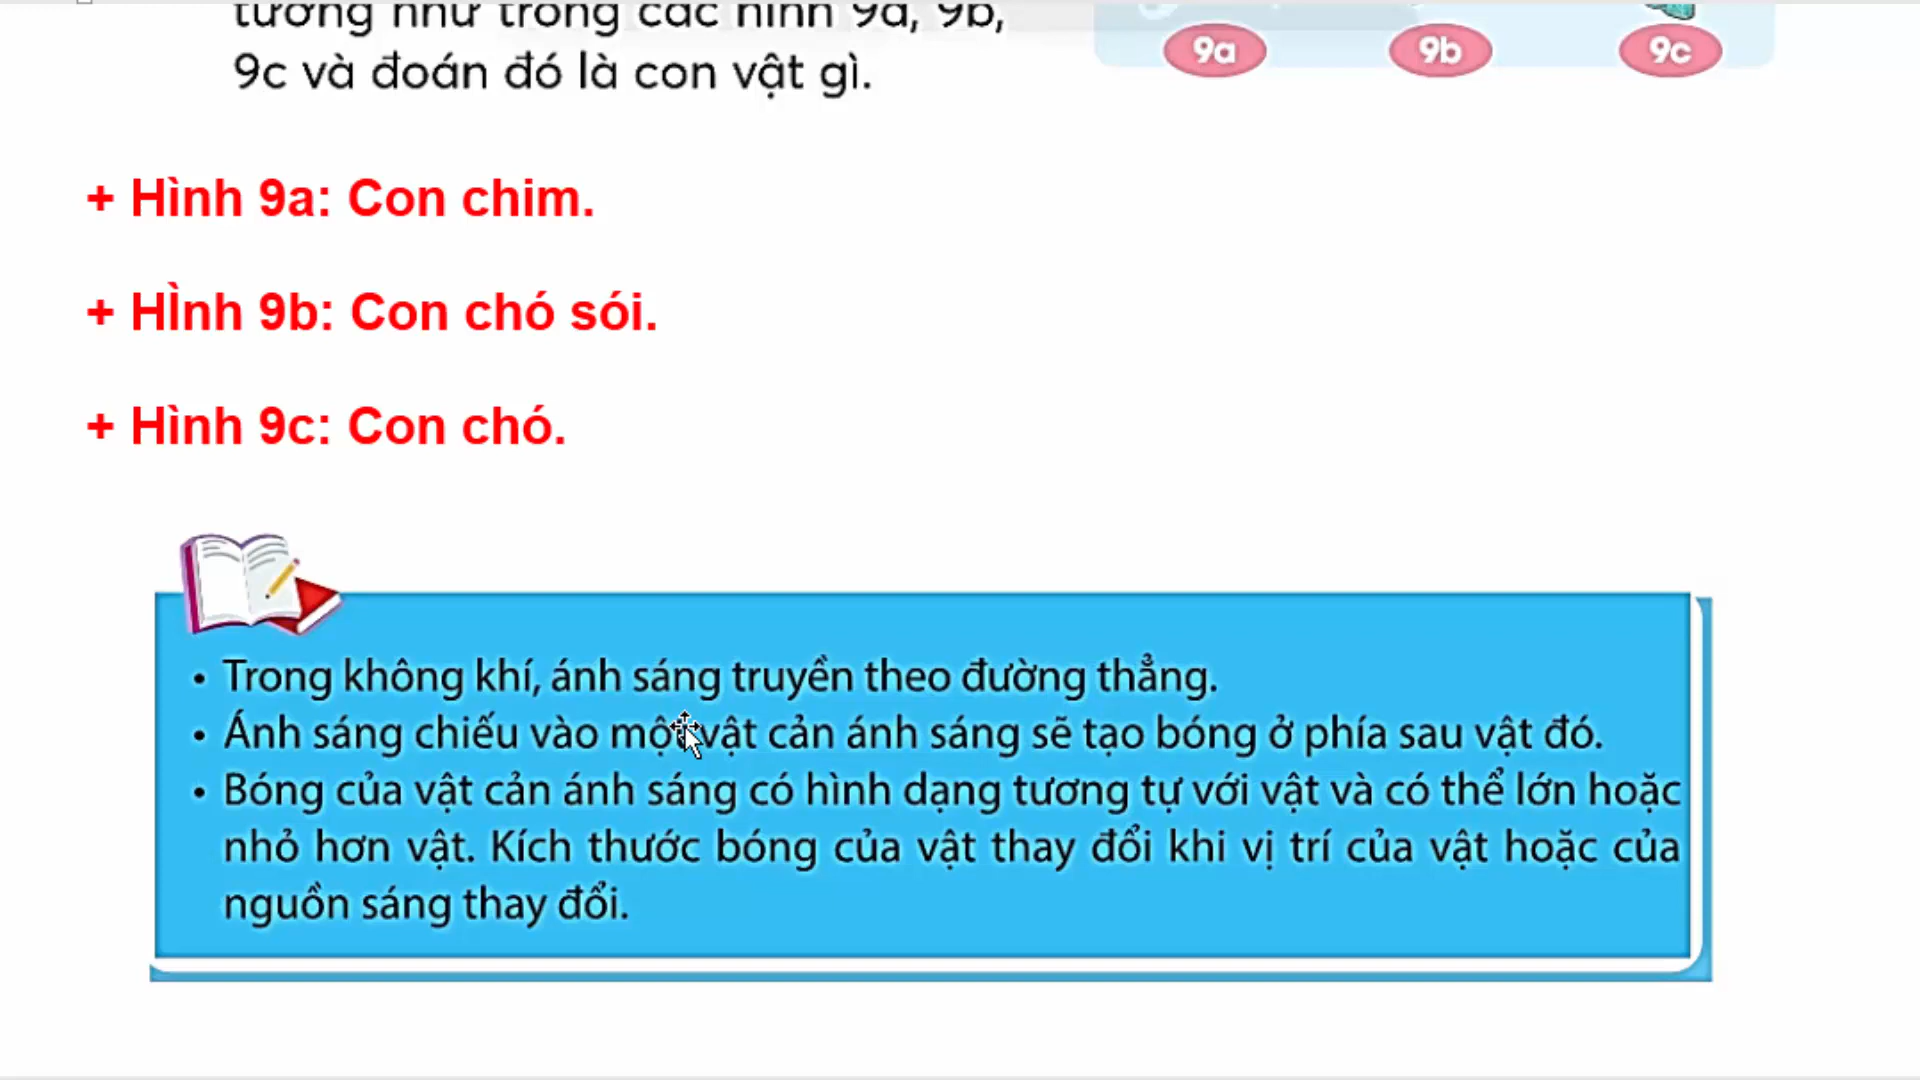 tường như trong các hình 9a, 9b,
9c và đoán đó là con vật gì.
9a 9b 9c
+ Hình 9a: Con chim.
+ HÌnh 9b: Con chó sói.
+ Hình 9c: Con chó.
• Trong không khí, ánh sáng truyền theo đường thẳng.
• Ánh sáng chiếu vào một vật cản ánh sáng sẽ tạo bóng ở phía sau vật đó.
• Bóng của vật cản ánh sáng có hình dạng tương tự với vật và có thể lớn hoặc
nhỏ hơn vật. Kích thước bóng của vật thay đổi khi vị trí của vật hoặc của
nguồn sáng thay đổi.